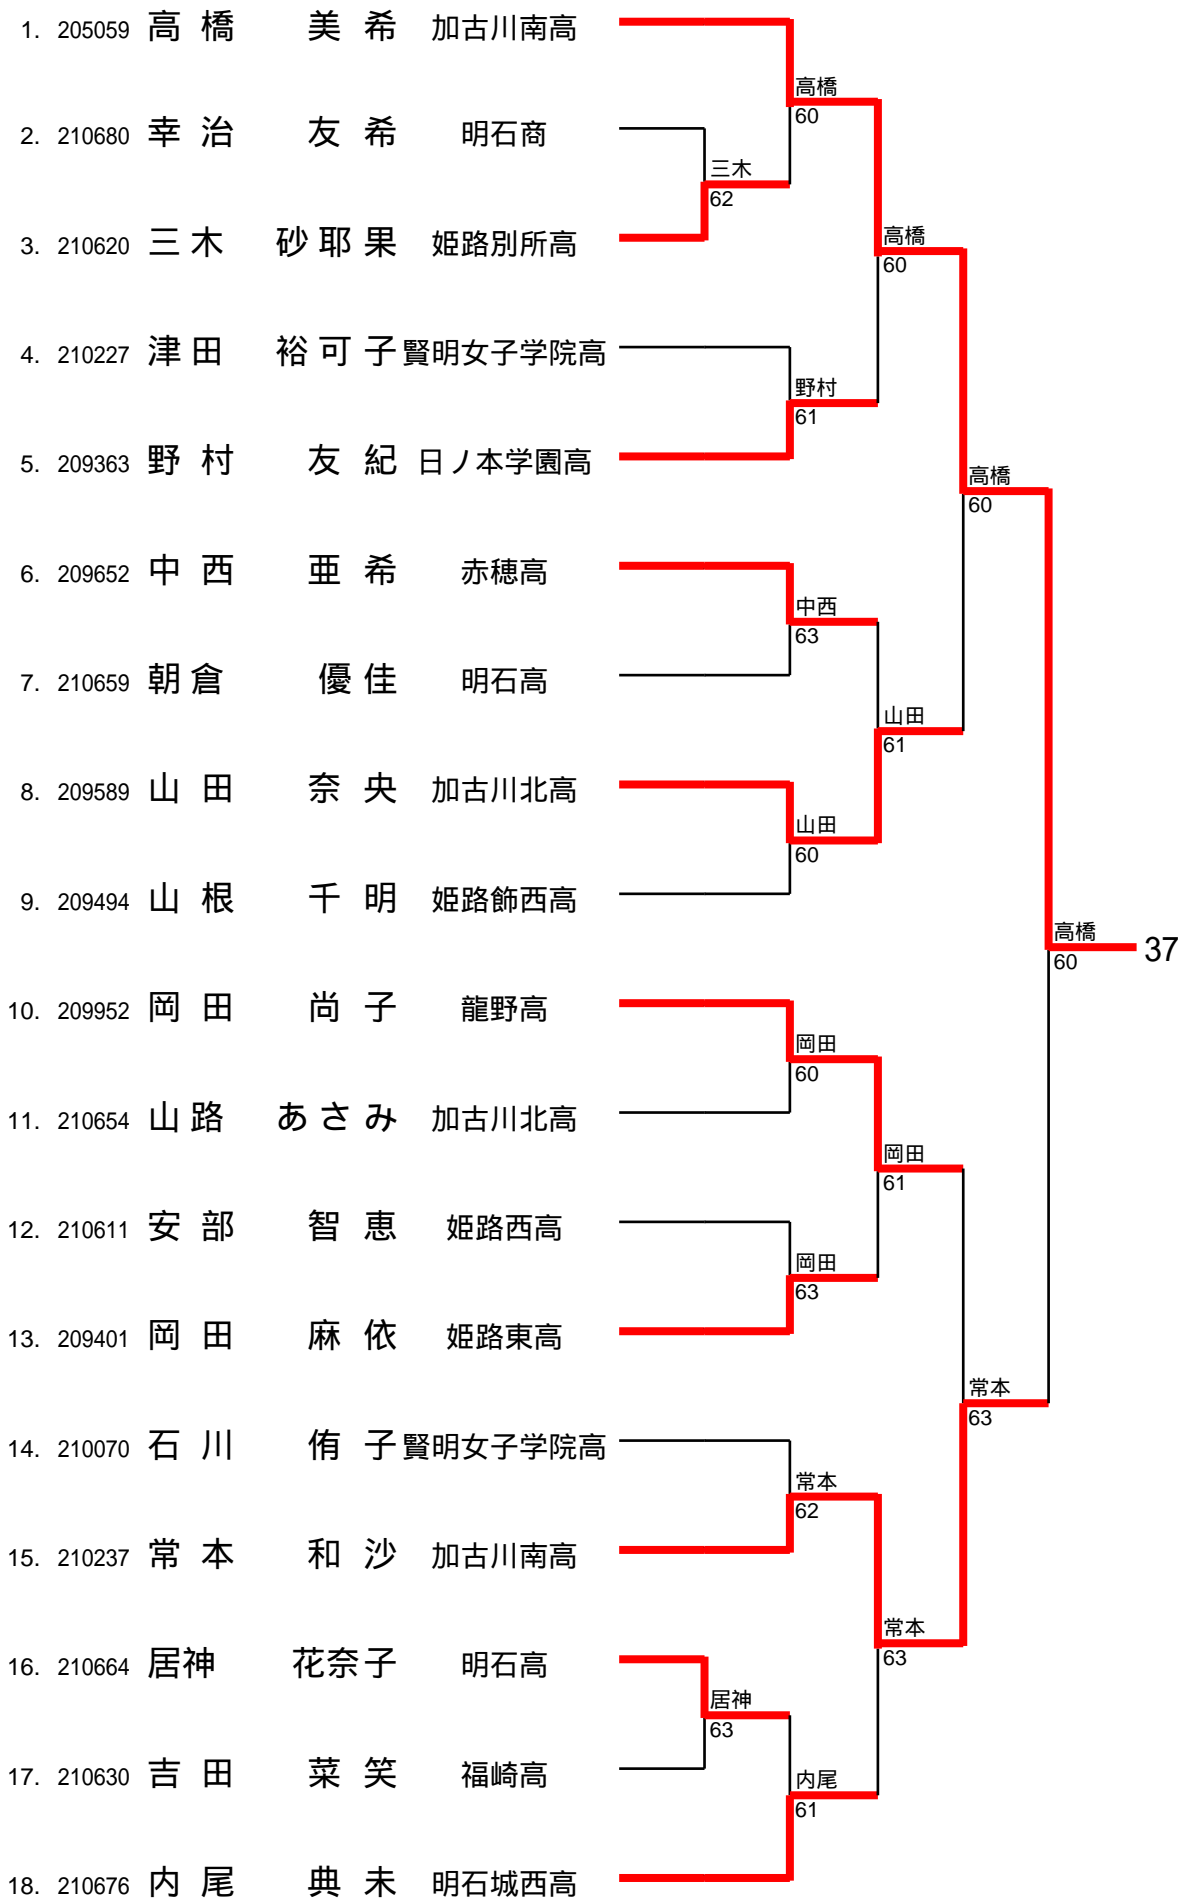 1. 205059 高橋 美希 加古川南高
高橋
60
2. 210680 幸治 友希 明石商
三木
62
3. 210620 三木 砂耶果 姫路別所高
高橋
60
4. 210227 津田 裕可子 賢明女子学院高
野村
61
5. 209363 野村 友紀 日ノ本学園高
高橋
60
6. 209652 中西 亜希 赤穂高
中西
63
7. 210659 朝倉 優佳 明石高
山田
61
8. 209589 山田 奈央 加古川北高
山田
60
9. 209494 山根 千明 姫路飾西高
高橋
60
37
10. 209952 岡田 尚子 龍野高
岡田
60
11. 210654 山路 あさみ 加古川北高
岡田
61
12. 210611 安部 智恵 姫路西高
岡田
63
13. 209401 岡田 麻依 姫路東高
常本
63
14. 210070 石川 侑子 賢明女子学院高
常本
62
15. 210237 常本 和沙 加古川南高
常本
63
16. 210664 居神 花奈子 明石高
居神
63
17. 210630 吉田 菜笑 福崎高
内尾
61
18. 210676 内尾 典未 明石城西高